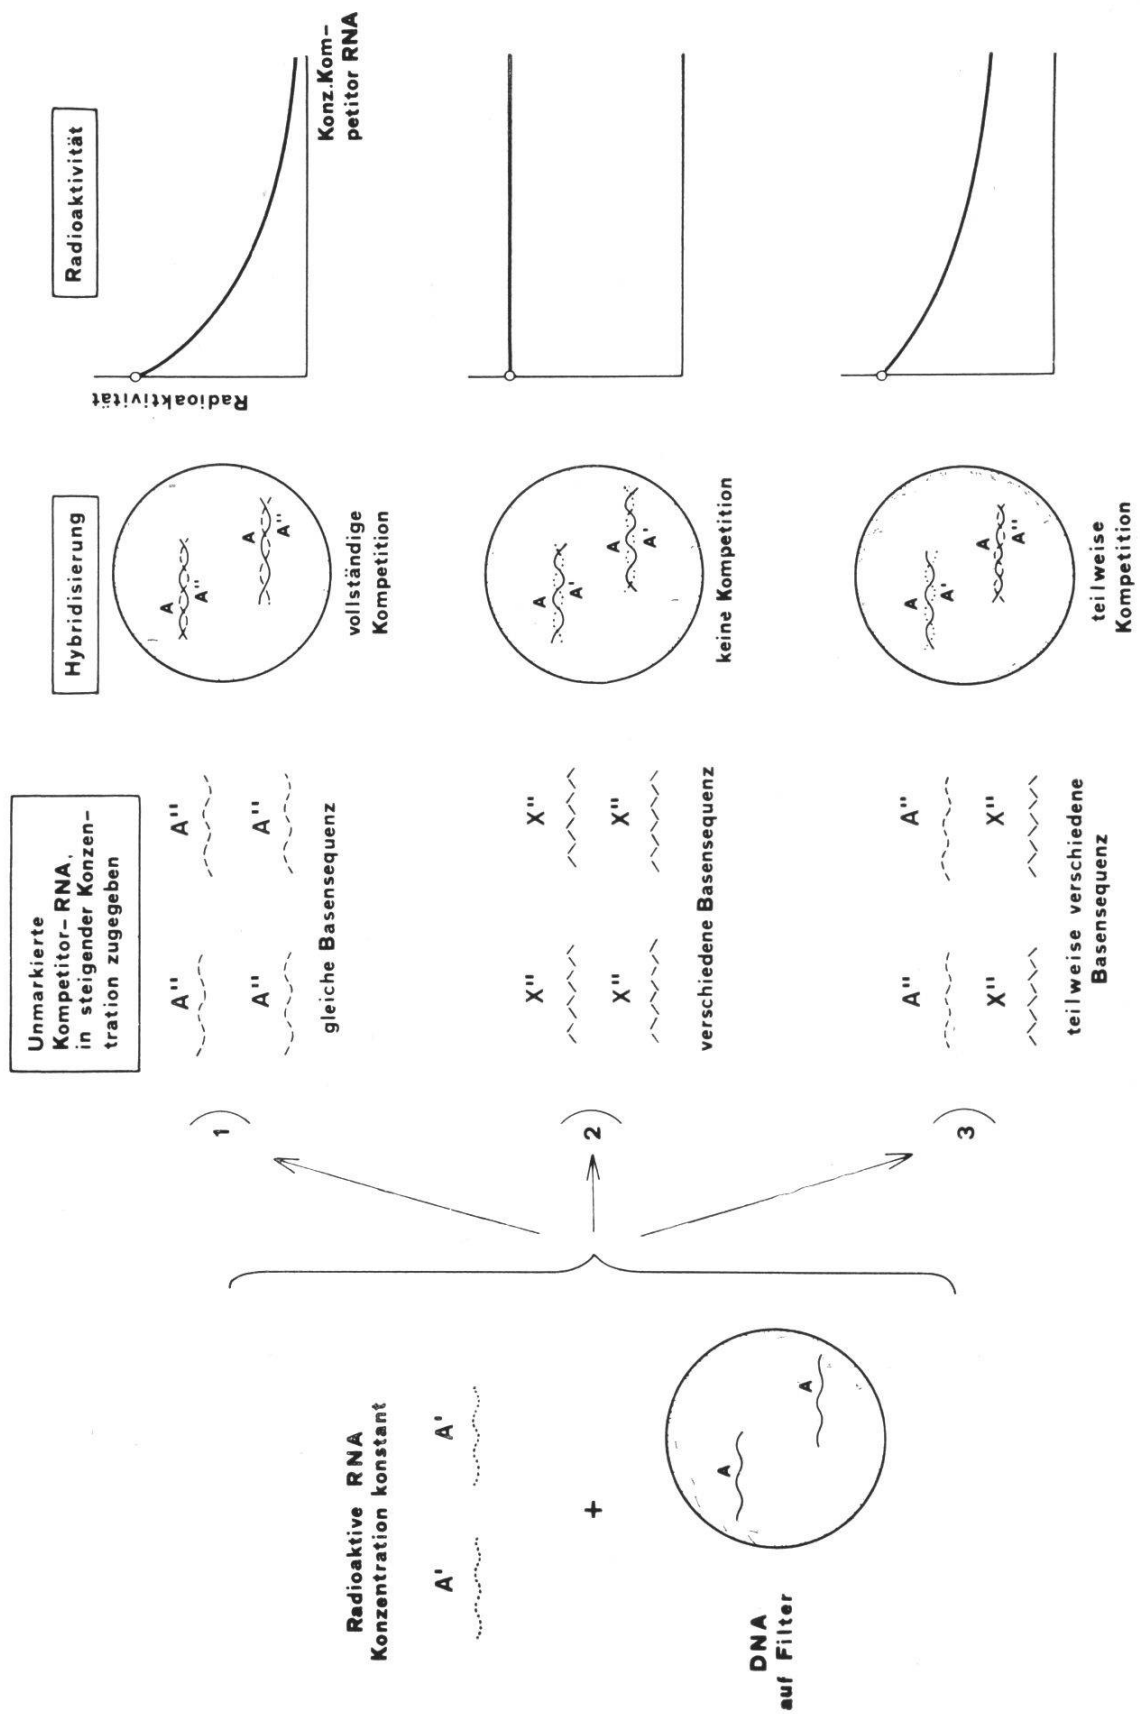 Radioaktive RNA
Konzentration konstant
A' A'
+
DNA
auf Filter
A
A
Unmarkierte
Kompetitor-RNA,
in steigender Konzen-
tration zugegeben
Hybridisierung
Radioaktivität
1)
A" A"
A" A"
gleiche Basensequenz
A
A"
A
A"
vollständige
Kompetition
Radioaktivität
Konz.Kom-
petitor RNA
2)
X" X"
X" X"
verschiedene Basensequenz
A
A'
A
A'
keine Kompetition
3)
A" A"
X" X"
teilweise verschiedene
Basensequenz
A
A'
A
A"
teilweise
Kompetition